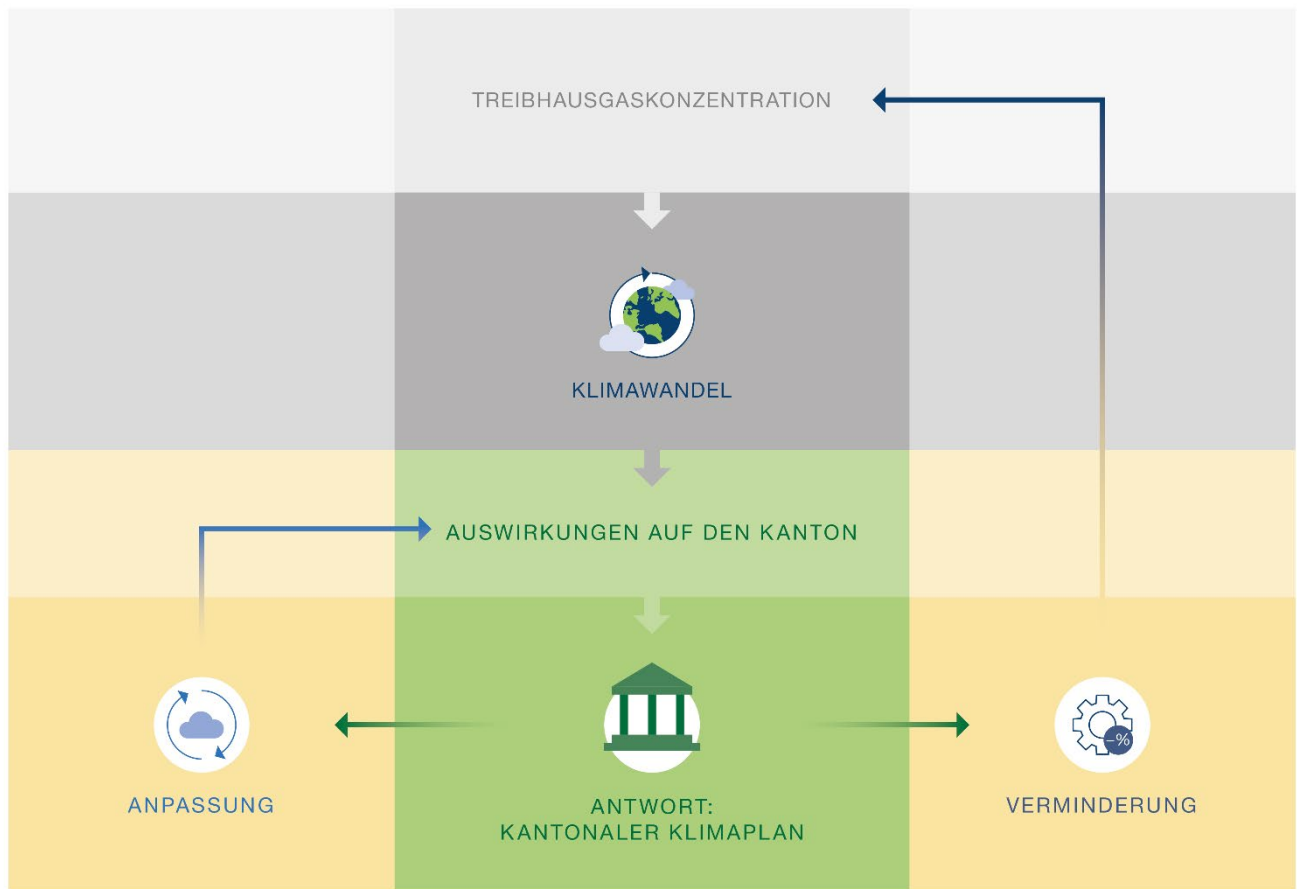 TREIBHAUSGASKONZENTRATION
KLIMAWANDEL
AUSWIRKUNGEN AUF DEN KANTON
-%
ANPASSUNG
ANTWORT:
KANTONALER KLIMAPLAN
VERMINDERUNG